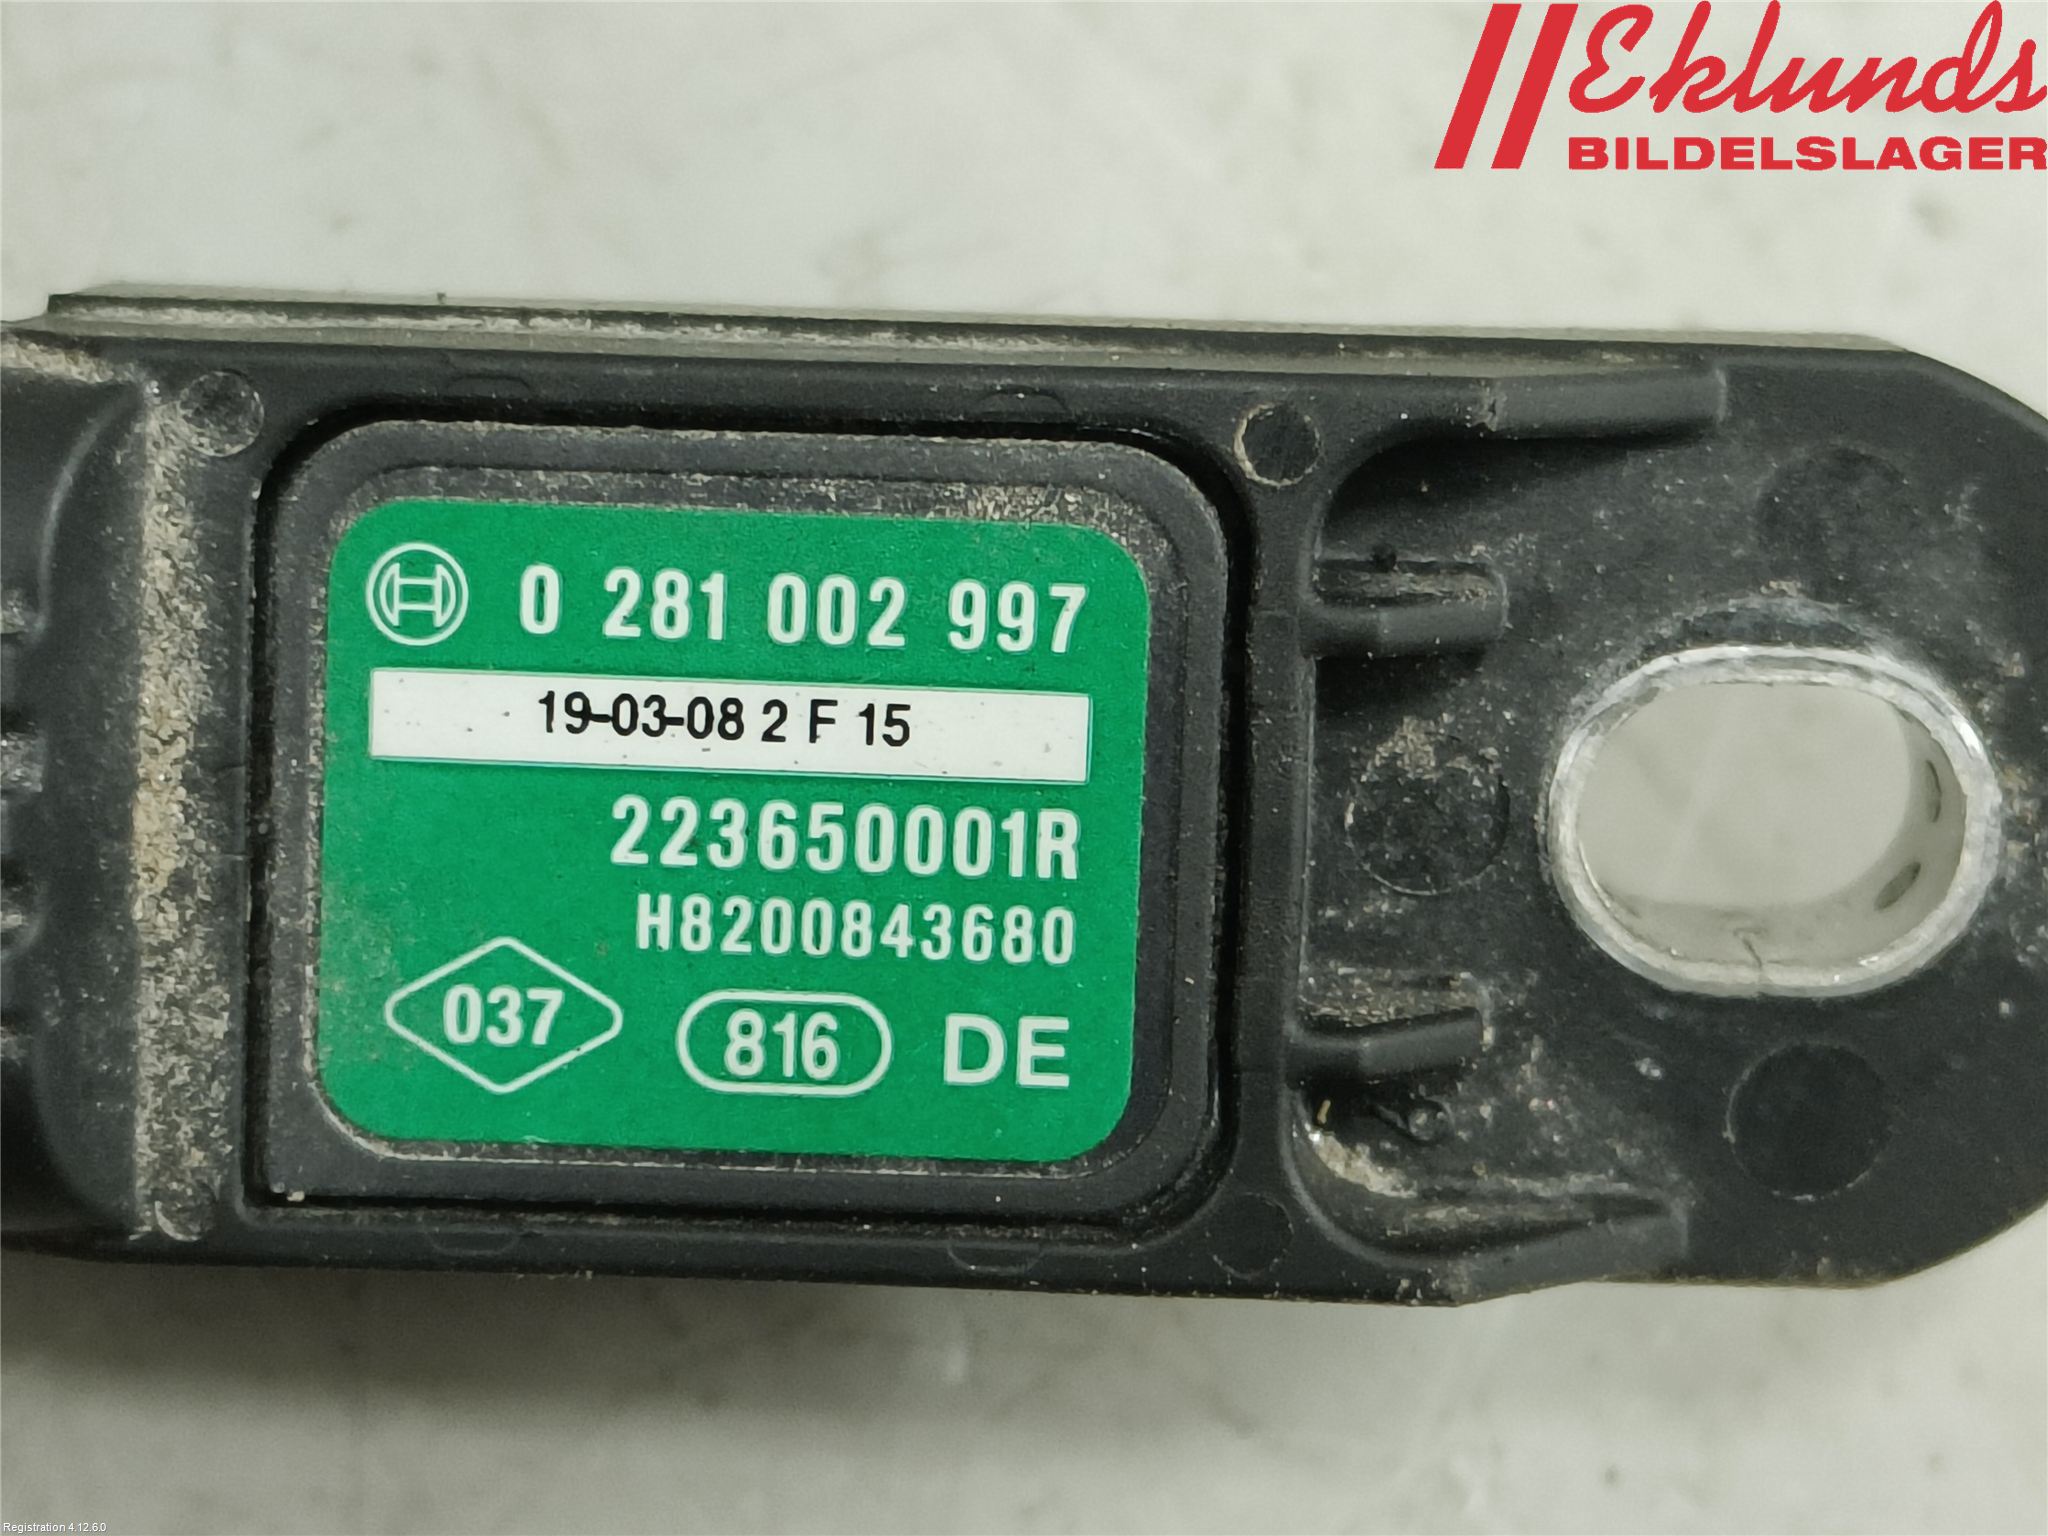 Eklunds
BILDELSLAGER
0 281 002 997
19-03-08 2 F 15
223650001R
H8200843680
037
816 DE
Registration 4.12.6.0